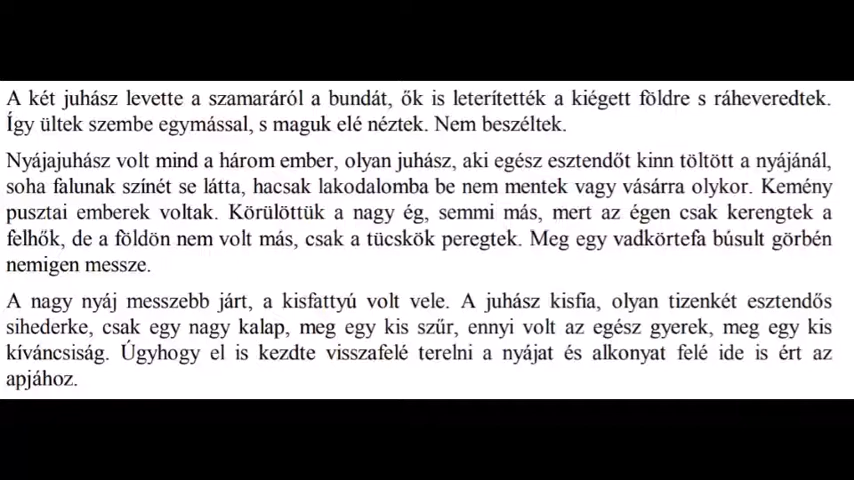 A két juhász levette a szamaráról a bundát, ők is leterítették a kiégett földre s ráheveredtek.
Így ültek szembe egymással, s maguk elé néztek. Nem beszéltek.
Nyájajuhász volt mind a három ember, olyan juhász, aki egész esztendőt kinn töltött a nyájánál,
soha falunak színét se látta, hacsak lakodalomba be nem mentek vagy vásárra olykor. Kemény
pusztai emberek voltak. Körülöttük a nagy ég, semmi más, mert az égen csak kerengtek a
felhők, de a földön nem volt más, csak a tücskök peregtek. Meg egy vadkörtefa búsult görbén
nemigen messze.
A nagy nyáj messzebb járt, a kisfattyú volt vele. A juhász kisfia, olyan tizenkét esztendős
sihederke, csak egy nagy kalap, meg egy kis szűr, ennyi volt az egész gyerek, meg egy kis
kíváncsiság. Úgyhogy el is kezdte visszafelé terelni a nyájat és alkonyat felé ide is ért az
apjához.